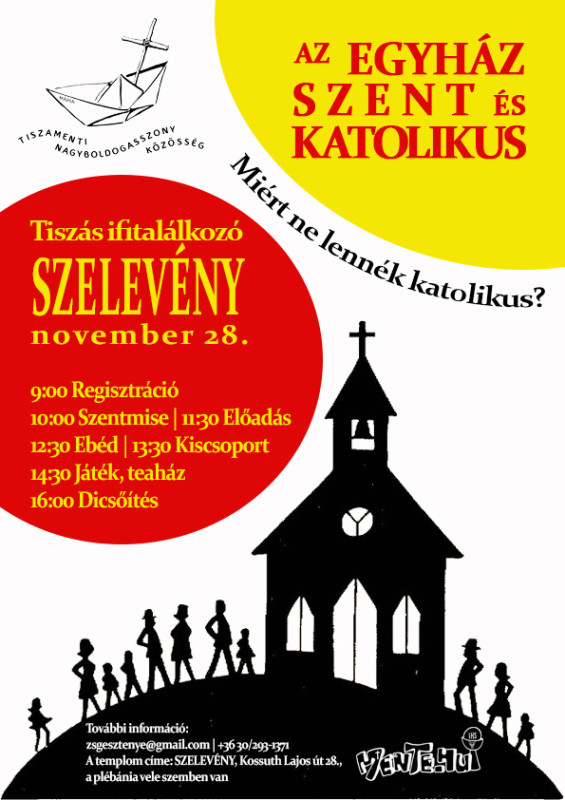 MÁRIA
TISZAMENTI
NAGYBOLDOGASSZONY
KÖZÖSSÉG
AZ EGYHÁZ
SZENT ÉS
KATOLIKUS
Miért ne lennék katolikus?
Tiszás ifitalálkozó
SZELEVÉNY
november 28.
9:00 Regisztráció
10:00 Szentmise | 11:30 Előadás
12:30 Ebéd | 13:30 Kiscsoport
14:30 Játék, teaház
16:00 Dicsőítés
További információ:
zsgesztenye@gmail.com | +36 30/293-1371
A templom címe: SZELEVÉNY, Kossuth Lajos út 28.,
a plébánia vele szemben van
IHS